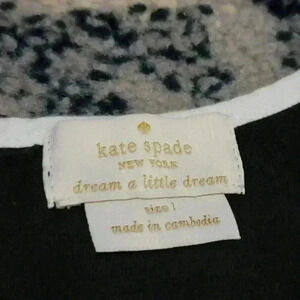 kate spade
NEW YORK
dream a little dream
size 1
made in cambodia